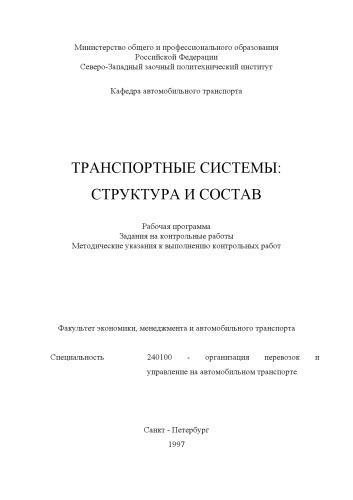 Министерство общего и профессионального образования
Российской Федерации
Северо-Западный заочный политехнический институт
Кафедра автомобильного транспорта
ТРАНСПОРТНЫЕ СИСТЕМЫ:
СТРУКТУРА И СОСТАВ
Рабочая программа
Задания на контрольные работы
Методические указания к выполнению контрольных работ
Факультет экономики, менеджмента и автомобильного транспорта
Специальность 240100 - организация перевозок и
управление на автомобильном транспорте
Санкт - Петербург
1997